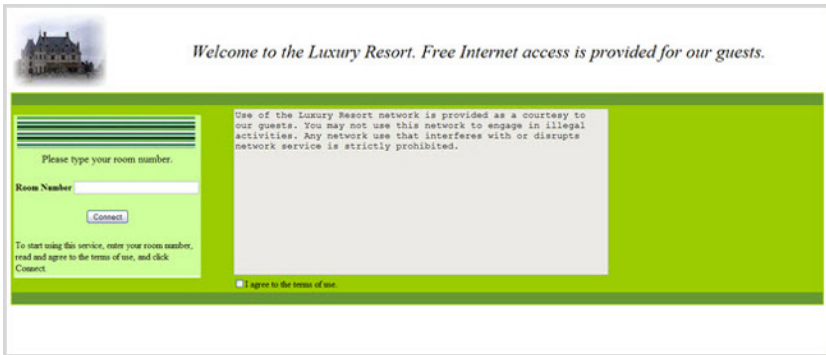 Welcome to the Luxury Resort. Free Internet access is provided for our guests.
Please type your room number.
Room Number
Connect
To start using this service, enter your room number,
read and agree to the terms of use, and click
Connect.
Use of the Luxury Resort network is provided as a courtesy to
our guests. You may not use this network to engage in illegal
activities. Any network use that interferes with or disrupts
network service is strictly prohibited.
I agree to the terms of use.